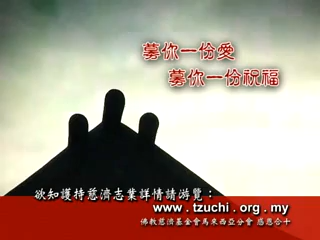 募你一份愛
募你一份祝福
欲知護持慈濟志業詳情請游覽：
www.tzuchi.org.my
佛教慈濟基金會馬來西亞分會 感恩合十